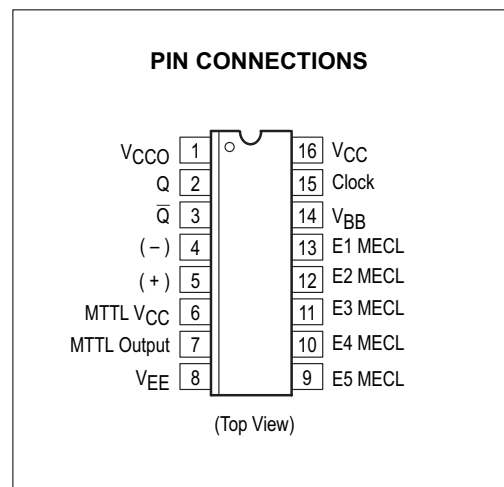 PIN CONNECTIONS
VCCO 1 16 VCC
Q 2 15 Clock
Q̅ 3 14 VBB
( – ) 4 13 E1 MECL
( + ) 5 12 E2 MECL
MTTL VCC 6 11 E3 MECL
MTTL Output 7 10 E4 MECL
VEE 8 9 E5 MECL
(Top View)